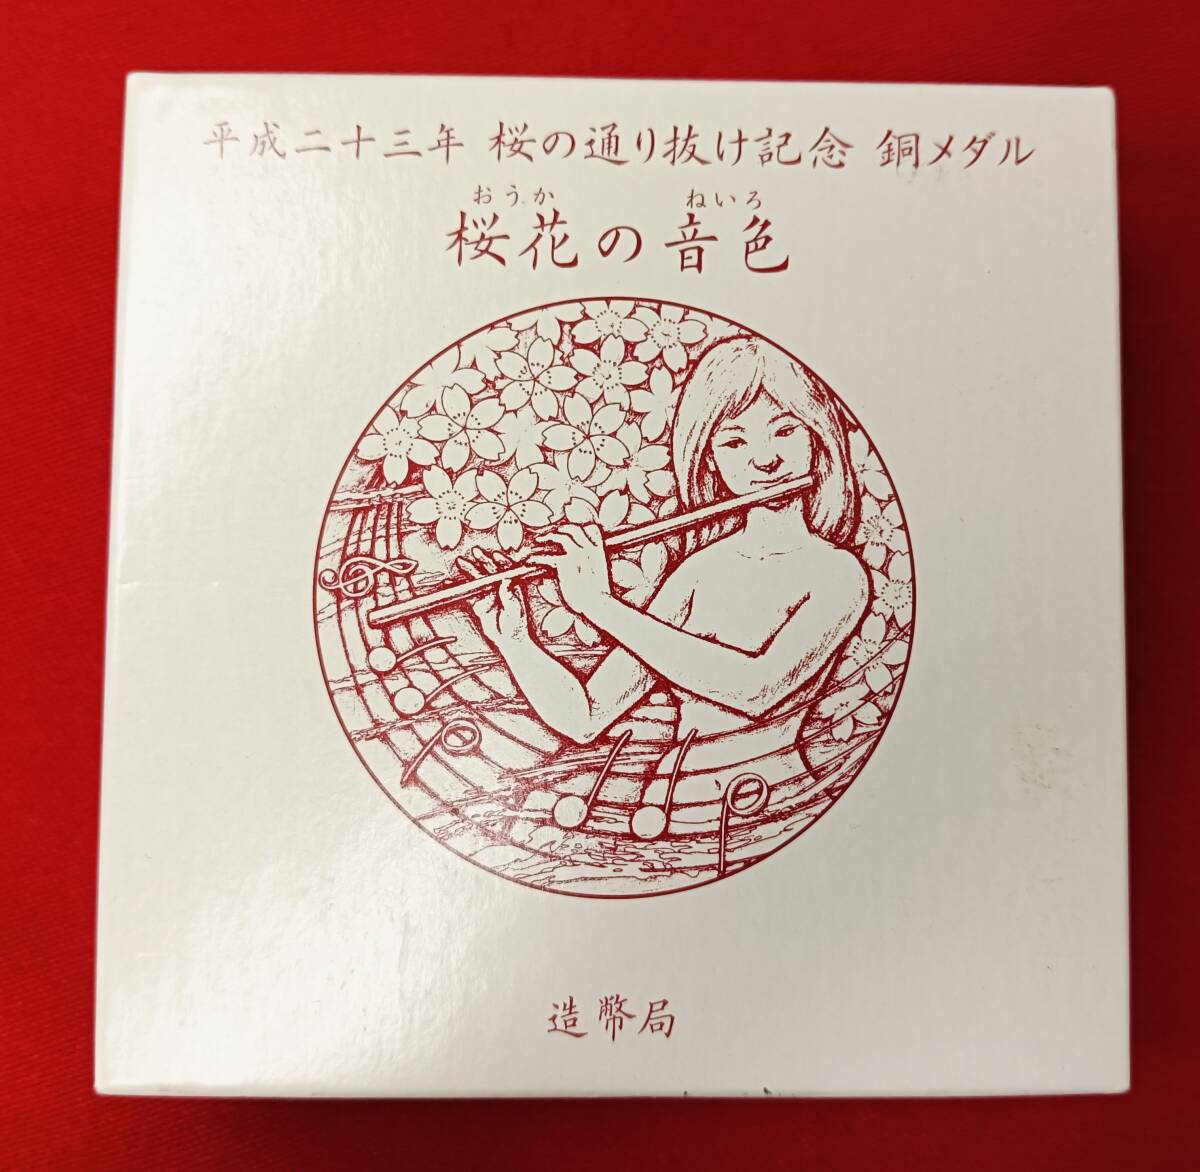 平成二十三年 桜の通り抜け記念 銅メダル
おうか ねいろ
桜花の音色
造幣局